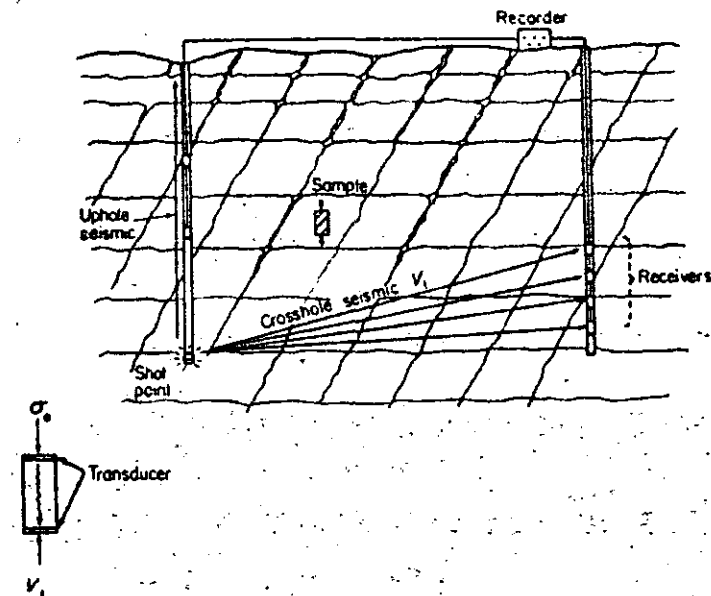 Recorder
Sample
Uphole
seismic
Crosshole seismic
Receivers
Shot
point
Transducer